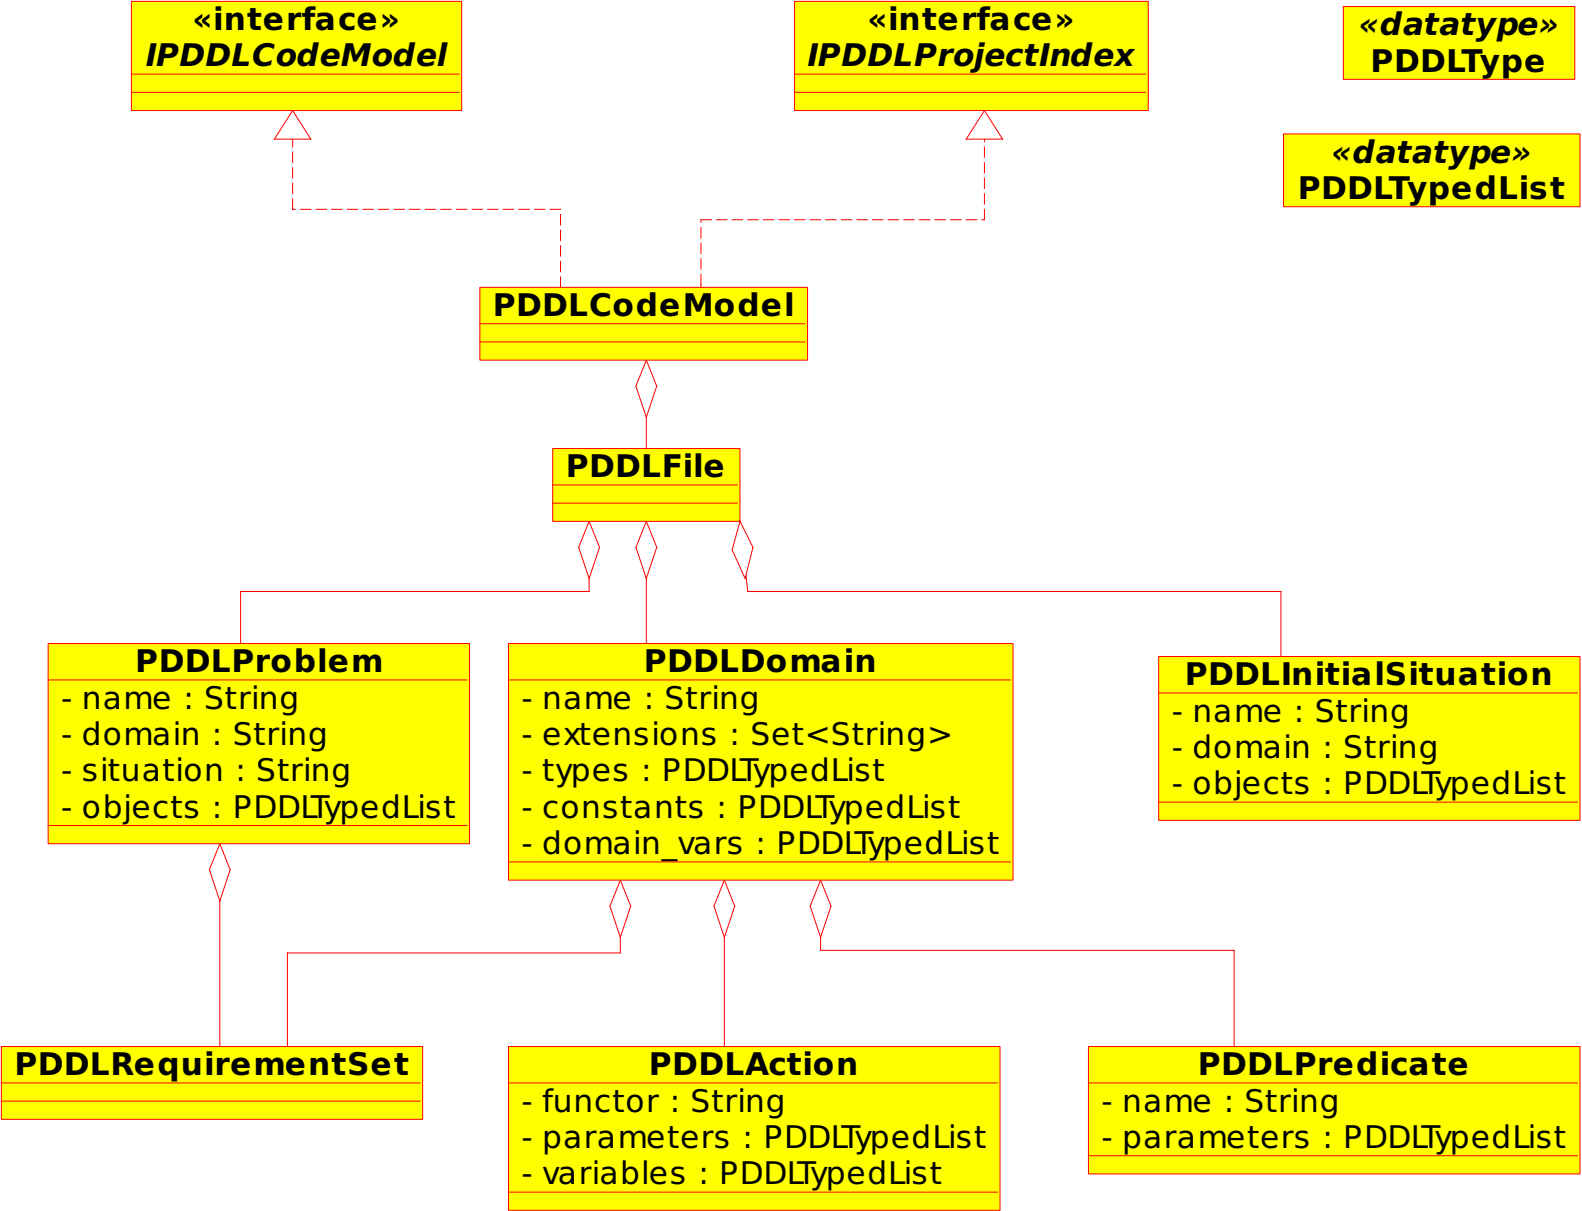 «interface»
IPDDLCodeModel
«interface»
IPDDLProjectIndex
«datatype»
PDDLType
«datatype»
PDDLTypedList
PDDLCodeModel
PDDLFile
PDDLProblem
- name : String
- domain : String
- situation : String
- objects : PDDLTypedList
PDDLDomain
- name : String
- extensions : Set<String>
- types : PDDLTypedList
- constants : PDDLTypedList
- domain_vars : PDDLTypedList
PDDLInitialSituation
- name : String
- domain : String
- objects : PDDLTypedList
PDDLRequirementSet
PDDLAction
- functor : String
- parameters : PDDLTypedList
- variables : PDDLTypedList
PDDLPredicate
- name : String
- parameters : PDDLTypedList